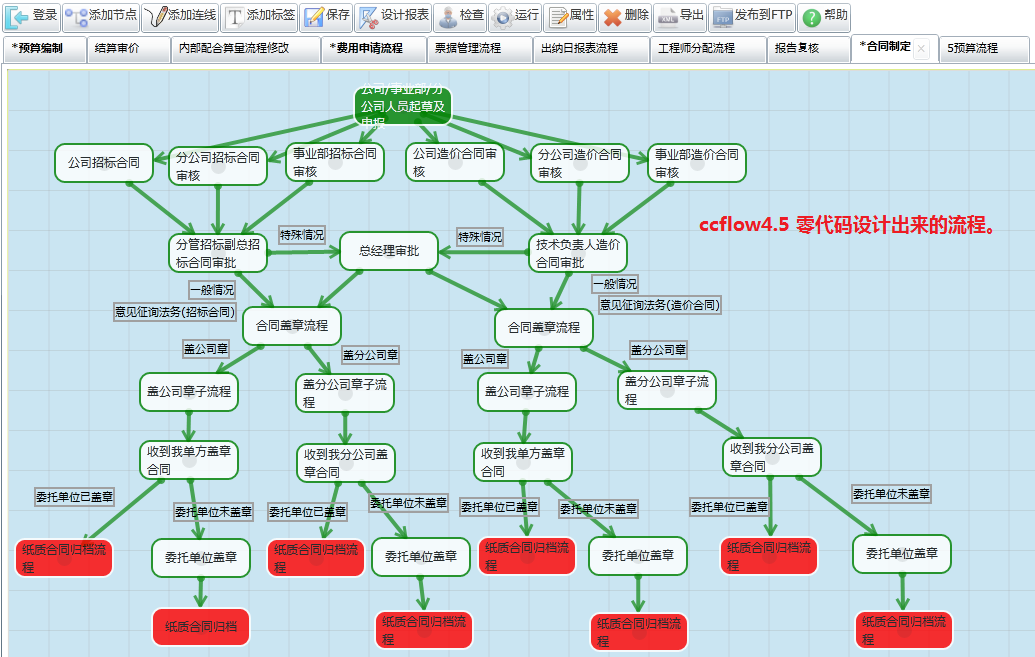 登录 添加节点 添加连线 添加标签 保存 设计报表 检查 运行 属性 删除 导出 发布到FTP 帮助
*预算编制 结算审价 内部配合算量流程修改 *费用申请流程 票据管理流程 出纳日报表流程 工程师分配流程 报告复核 *合同制定 5预算流程
公司/事业部/分
公司人员起草及
申报
公司招标合同
分公司招标合同
审核
事业部招标合同
审核
公司造价合同审
核
分公司造价合同
审核
事业部造价合同
审核
ccflow4.5 零代码设计出来的流程。
分管招标副总招
标合同审批
特殊情况
总经理审批
特殊情况
技术负责人造价
合同审批
一般情况
意见征询法务(招标合同)
一般情况
意见征询法务(造价合同)
合同盖章流程
合同盖章流程
盖公司章
盖分公司章
盖公司章
盖分公司章
盖公司章子流程
盖分公司章子流
程
盖公司章子流程
盖分公司章子流
程
收到我单方盖章
合同
收到我分公司盖
章合同
收到我单方盖章
合同
收到我分公司盖
章合同
委托单位已盖章
委托单位未盖章
委托单位已盖章
委托单位未盖章
委托单位已盖章
委托单位未盖章
委托单位已盖章
委托单位未盖章
纸质合同归档流
程
委托单位盖章
纸质合同归档流
程
委托单位盖章
纸质合同归档流
程
委托单位盖章
纸质合同归档流
程
委托单位盖章
纸质合同归档
纸质合同归档流
程
纸质合同归档流
程
纸质合同归档流
程